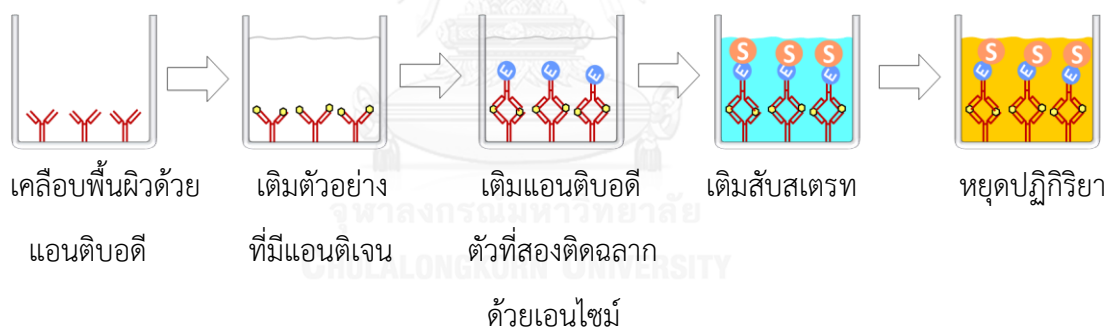 S S S
S S S
E E E
E E E
E E E
เคลือบพื้นผิวด้วย
แอนติบอดี
เติมตัวอย่าง
ที่มีแอนติเจน
เติมแอนติบอดี
ตัวที่สองติดฉลาก
ด้วยเอนไซม์
เติมสับสเตรท
หยุดปฏิกิริยา
จุฬาลงกรณ์มหาวิทยาลัย
CHULALONGKORN UNIVERSITY